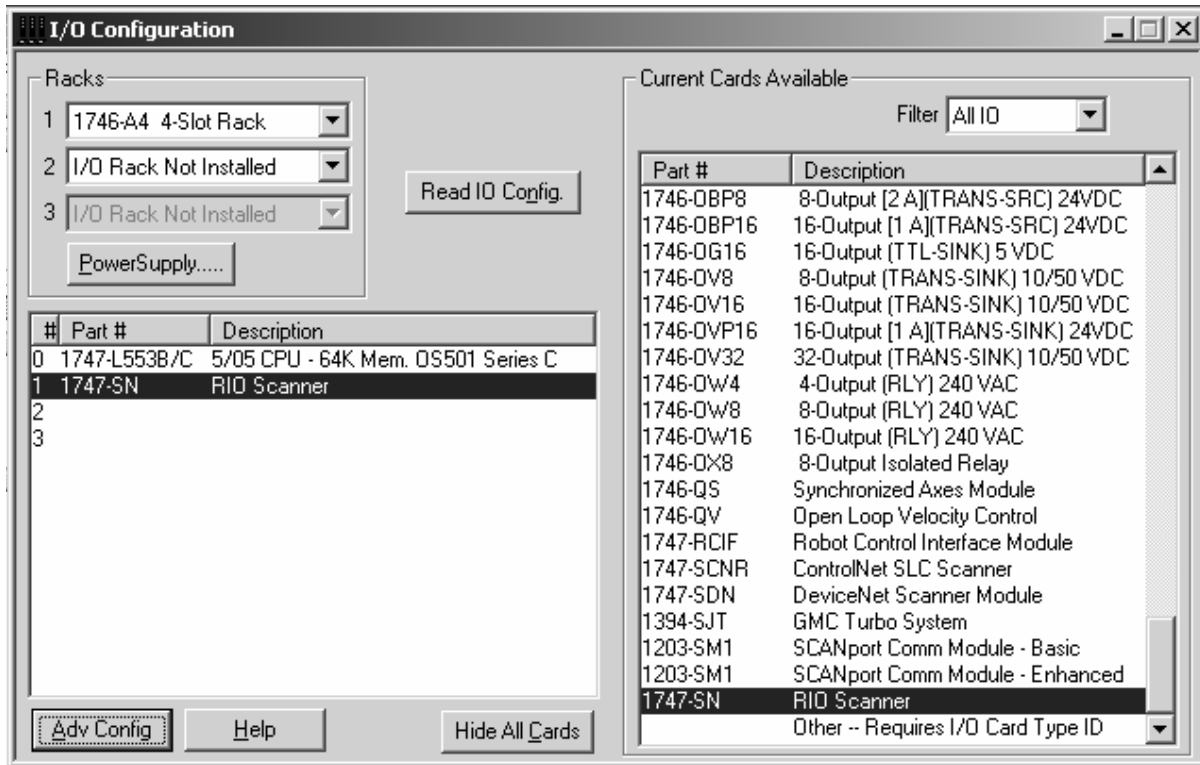 I/O Configuration
Racks
1 1746-A4 4-Slot Rack
2 I/O Rack Not Installed
3 I/O Rack Not Installed
PowerSupply.....
Read IO Config.
# Part # Description
0 1747-L553B/C 5/05 CPU - 64K Mem. OS501 Series C
1 1747-SN RIO Scanner
2
3
Adv Config
Help
Hide All Cards
Current Cards Available
Filter All IO
Part # Description
1746-OBP8 8-Output [2 A](TRANS-SRC) 24VDC
1746-OBP16 16-Output [1 A](TRANS-SRC) 24VDC
1746-OG16 16-Output (TTL-SINK) 5 VDC
1746-OV8 8-Output (TRANS-SINK) 10/50 VDC
1746-OV16 16-Output (TRANS-SINK) 10/50 VDC
1746-OVP16 16-Output [1 A](TRANS-SINK) 24VDC
1746-OV32 32-Output (TRANS-SINK) 10/50 VDC
1746-OW4 4-Output (RLY) 240 VAC
1746-OW8 8-Output (RLY) 240 VAC
1746-OW16 16-Output (RLY) 240 VAC
1746-OX8 8-Output Isolated Relay
1746-QS Synchronized Axes Module
1746-QV Open Loop Velocity Control
1747-RCIF Robot Control Interface Module
1747-SCNR ControlNet SLC Scanner
1747-SDN DeviceNet Scanner Module
1394-SJT GMC Turbo System
1203-SM1 SCANport Comm Module - Basic
1203-SM1 SCANport Comm Module - Enhanced
1747-SN RIO Scanner
Other -- Requires I/O Card Type ID